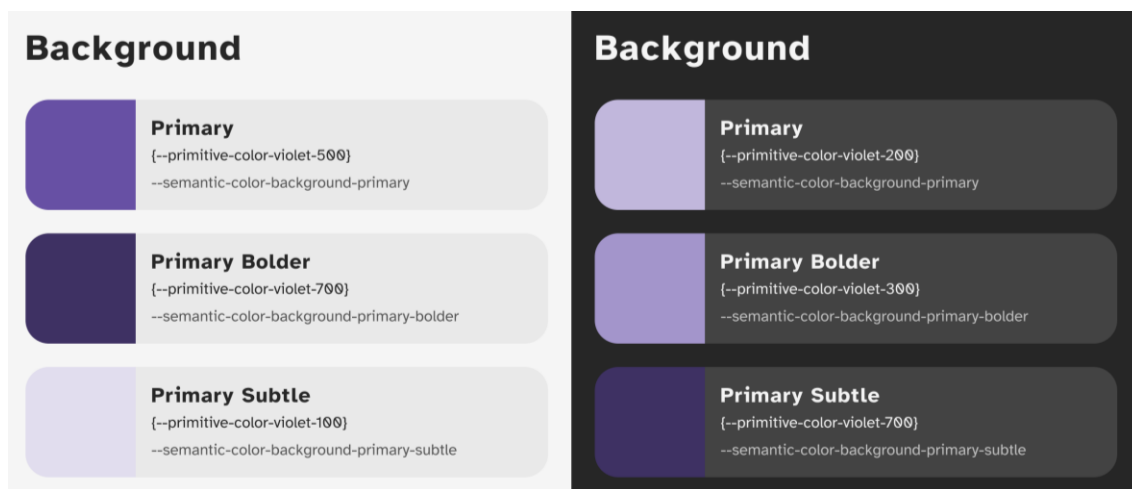 Background
Primary
{--primitive-color-violet-500}
--semantic-color-background-primary
Primary Bolder
{--primitive-color-violet-700}
--semantic-color-background-primary-bolder
Primary Subtle
{--primitive-color-violet-100}
--semantic-color-background-primary-subtle
Background
Primary
{--primitive-color-violet-200}
--semantic-color-background-primary
Primary Bolder
{--primitive-color-violet-300}
--semantic-color-background-primary-bolder
Primary Subtle
{--primitive-color-violet-700}
--semantic-color-background-primary-subtle